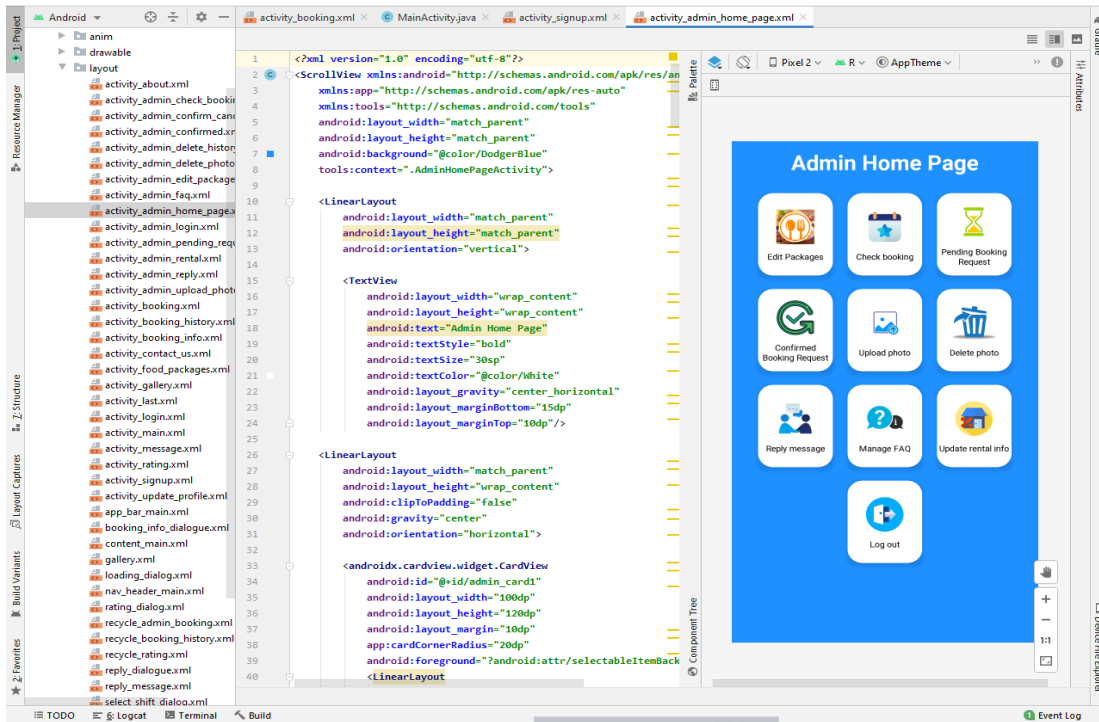 Android
activity_booking.xml
MainActivity.java
activity_signup.xml
activity_admin_home_page.xml
1: Project
Resource Manager
7: Structure
Layout Captures
Build Variants
2: Favorites
anim
drawable
layout
activity_about.xml
activity_admin_check_bookin
activity_admin_confirm_canc
activity_admin_confirmed.xm
activity_admin_delete_history
activity_admin_delete_photo
activity_admin_edit_package
activity_admin_faq.xml
activity_admin_home_page.x
activity_admin_login.xml
activity_admin_pending_requ
activity_admin_rental.xml
activity_admin_reply.xml
activity_admin_upload_photo
activity_booking.xml
activity_booking_history.xml
activity_booking_info.xml
activity_contact_us.xml
activity_food_packages.xml
activity_gallery.xml
activity_last.xml
activity_login.xml
activity_main.xml
activity_message.xml
activity_rating.xml
activity_signup.xml
activity_update_profile.xml
app_bar_main.xml
booking_info_dialogue.xml
content_main.xml
gallery.xml
loading_dialog.xml
nav_header_main.xml
rating_dialog.xml
recycle_admin_booking.xml
recycle_booking_history.xml
recycle_rating.xml
reply_dialogue.xml
reply_message.xml
select_shift_dialog.xml
1 <?xml version="1.0" encoding="utf-8"?>
2 <ScrollView xmlns:android="http://schemas.android.com/apk/res/an
3 xmlns:app="http://schemas.android.com/apk/res-auto"
4 xmlns:tools="http://schemas.android.com/tools"
5 android:layout_width="match_parent"
6 android:layout_height="match_parent"
7 android:background="@color/DodgerBlue"
8 tools:context=".AdminHomePageActivity">
9
10 <LinearLayout
11 android:layout_width="match_parent"
12 android:layout_height="match_parent"
13 android:orientation="vertical">
14
15 <TextView
16 android:layout_width="wrap_content"
17 android:layout_height="wrap_content"
18 android:text="Admin Home Page"
19 android:textStyle="bold"
20 android:textSize="30sp"
21 android:textColor="@color/White"
22 android:layout_gravity="center_horizontal"
23 android:layout_marginBottom="15dp"
24 android:layout_marginTop="10dp"/>
25
26 <LinearLayout
27 android:layout_width="match_parent"
28 android:layout_height="wrap_content"
29 android:clipToPadding="false"
30 android:gravity="center"
31 android:orientation="horizontal">
32
33 <androidx.cardview.widget.CardView
34 android:id="@+id/admin_card1"
35 android:layout_width="100dp"
36 android:layout_height="120dp"
37 android:layout_margin="10dp"
38 app:cardCornerRadius="20dp"
39 android:foreground="?android:attr/selectableItemBack
40 <LinearLayout
Palette
Component Tree
Pixel 2
R
AppTheme
Admin Home Page
Edit Packages
Check booking
Pending Booking
Request
Confirmed
Booking Request
Upload photo
Delete photo
Reply message
Manage FAQ
Update rental info
Log out
1:1
Gradle
Attributes
Device File Explorer
TODO
6: Logcat
Terminal
Build
1 Event Log